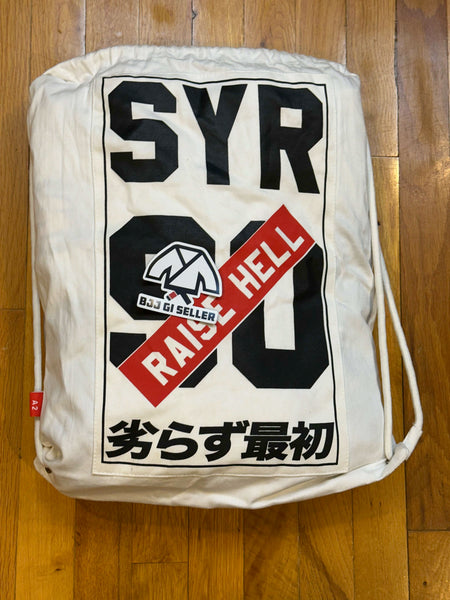 SYR
90
RAISE HELL
BJJ GI SELLER
劣らず最初
A2